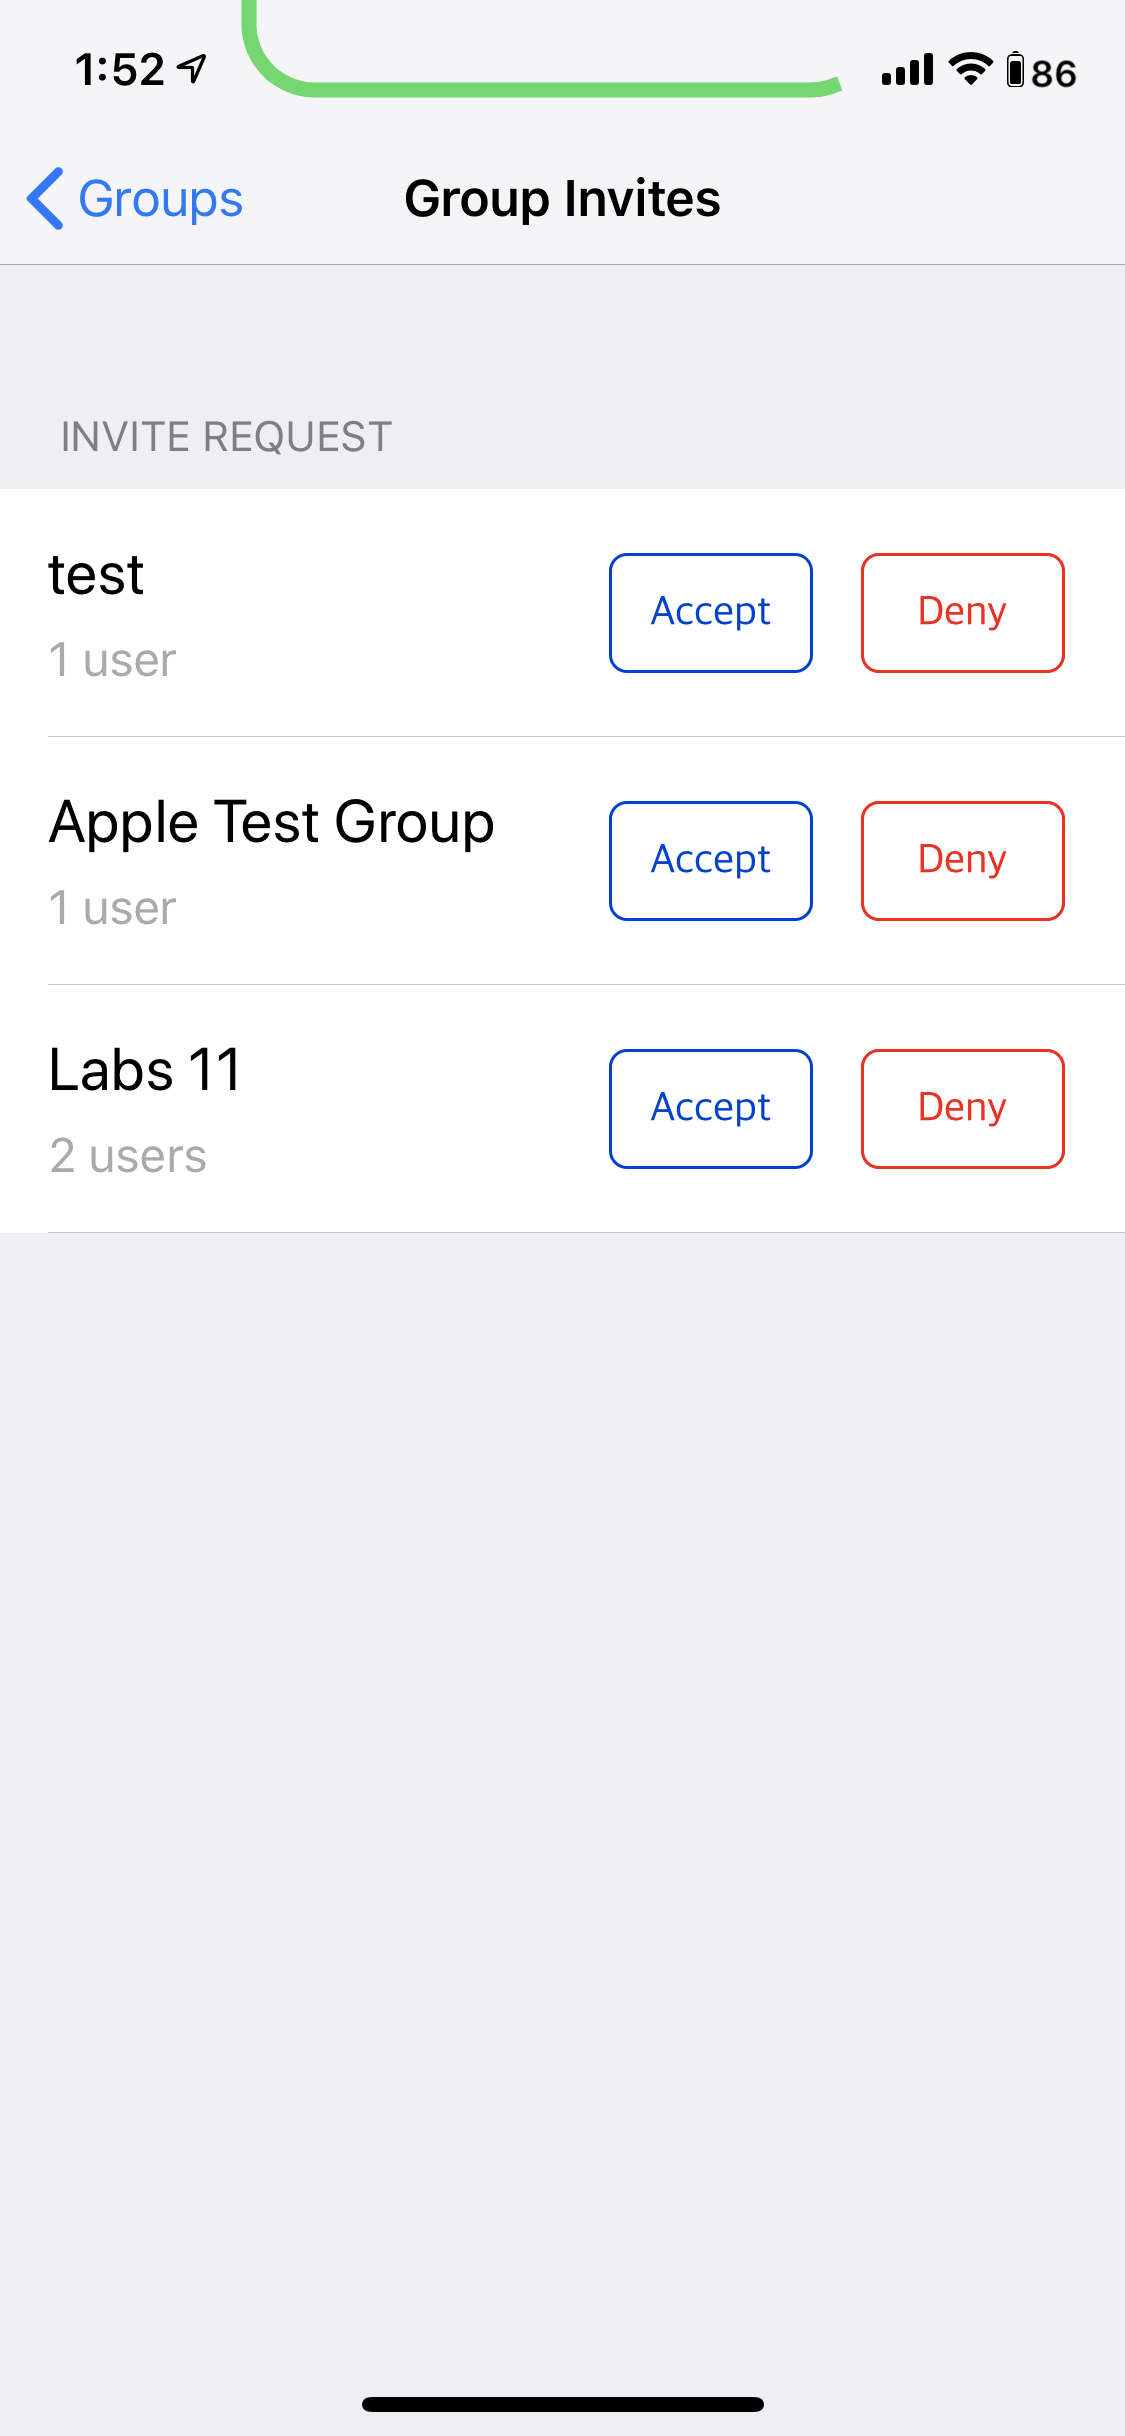 1:52
86
Groups
Group Invites
INVITE REQUEST
test
1 user
Accept
Deny
Apple Test Group
1 user
Accept
Deny
Labs 11
2 users
Accept
Deny